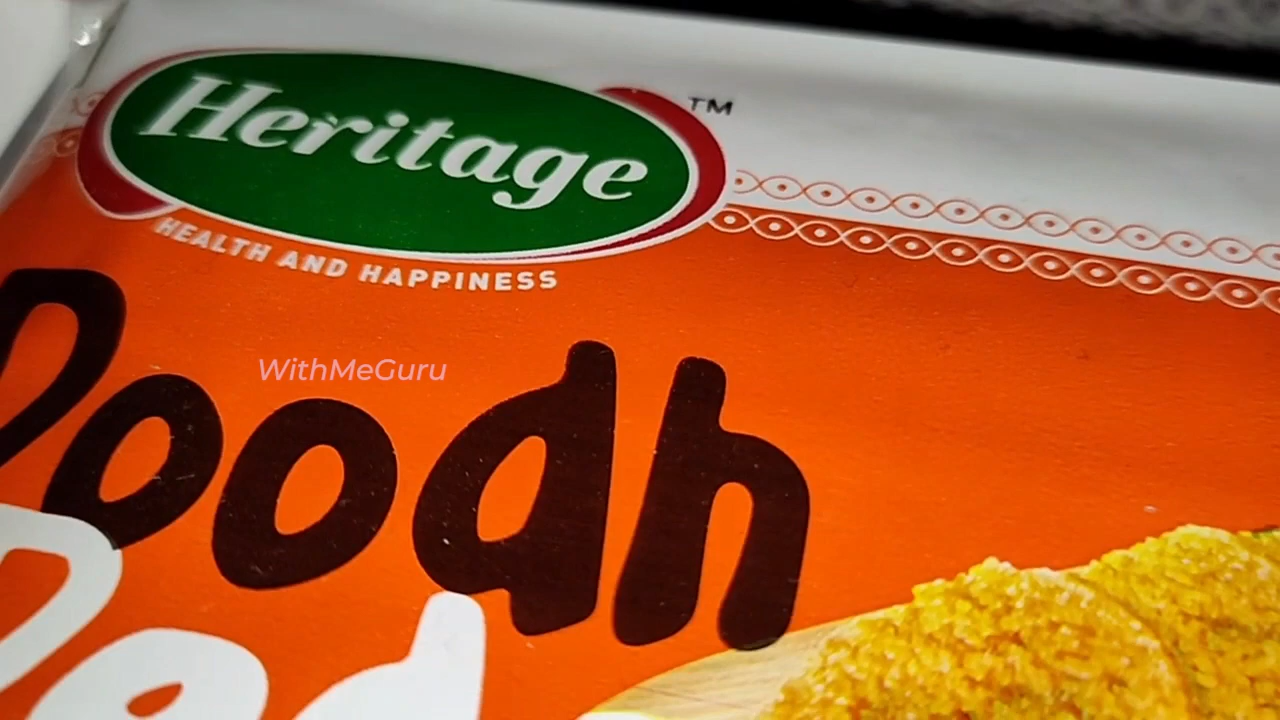 Heritage
TM
HEALTH AND HAPPINESS
WithMeGuru
Doodh